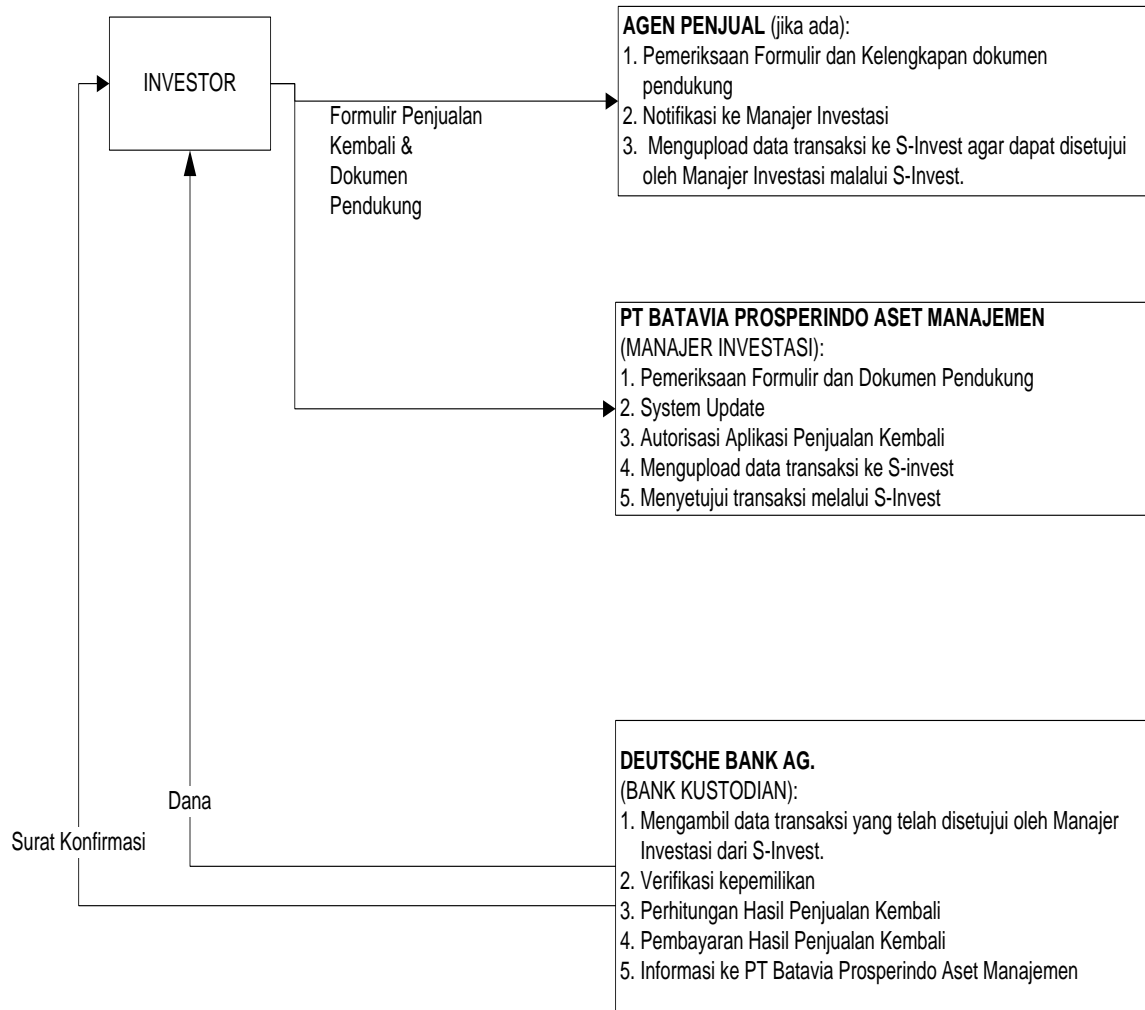 INVESTOR
Formulir Penjualan
Kembali &
Dokumen
Pendukung
AGEN PENJUAL (jika ada):
1. Pemeriksaan Formulir dan Kelengkapan dokumen
pendukung
2. Notifikasi ke Manajer Investasi
3. Mengupload data transaksi ke S-Invest agar dapat disetujui
oleh Manajer Investasi malalui S-Invest.
PT BATAVIA PROSPERINDO ASET MANAJEMEN
(MANAJER INVESTASI):
1. Pemeriksaan Formulir dan Dokumen Pendukung
2. System Update
3. Autorisasi Aplikasi Penjualan Kembali
4. Mengupload data transaksi ke S-invest
5. Menyetujui transaksi melalui S-Invest
Dana
Surat Konfirmasi
DEUTSCHE BANK AG.
(BANK KUSTODIAN):
1. Mengambil data transaksi yang telah disetujui oleh Manajer
Investasi dari S-Invest.
2. Verifikasi kepemilikan
3. Perhitungan Hasil Penjualan Kembali
4. Pembayaran Hasil Penjualan Kembali
5. Informasi ke PT Batavia Prosperindo Aset Manajemen